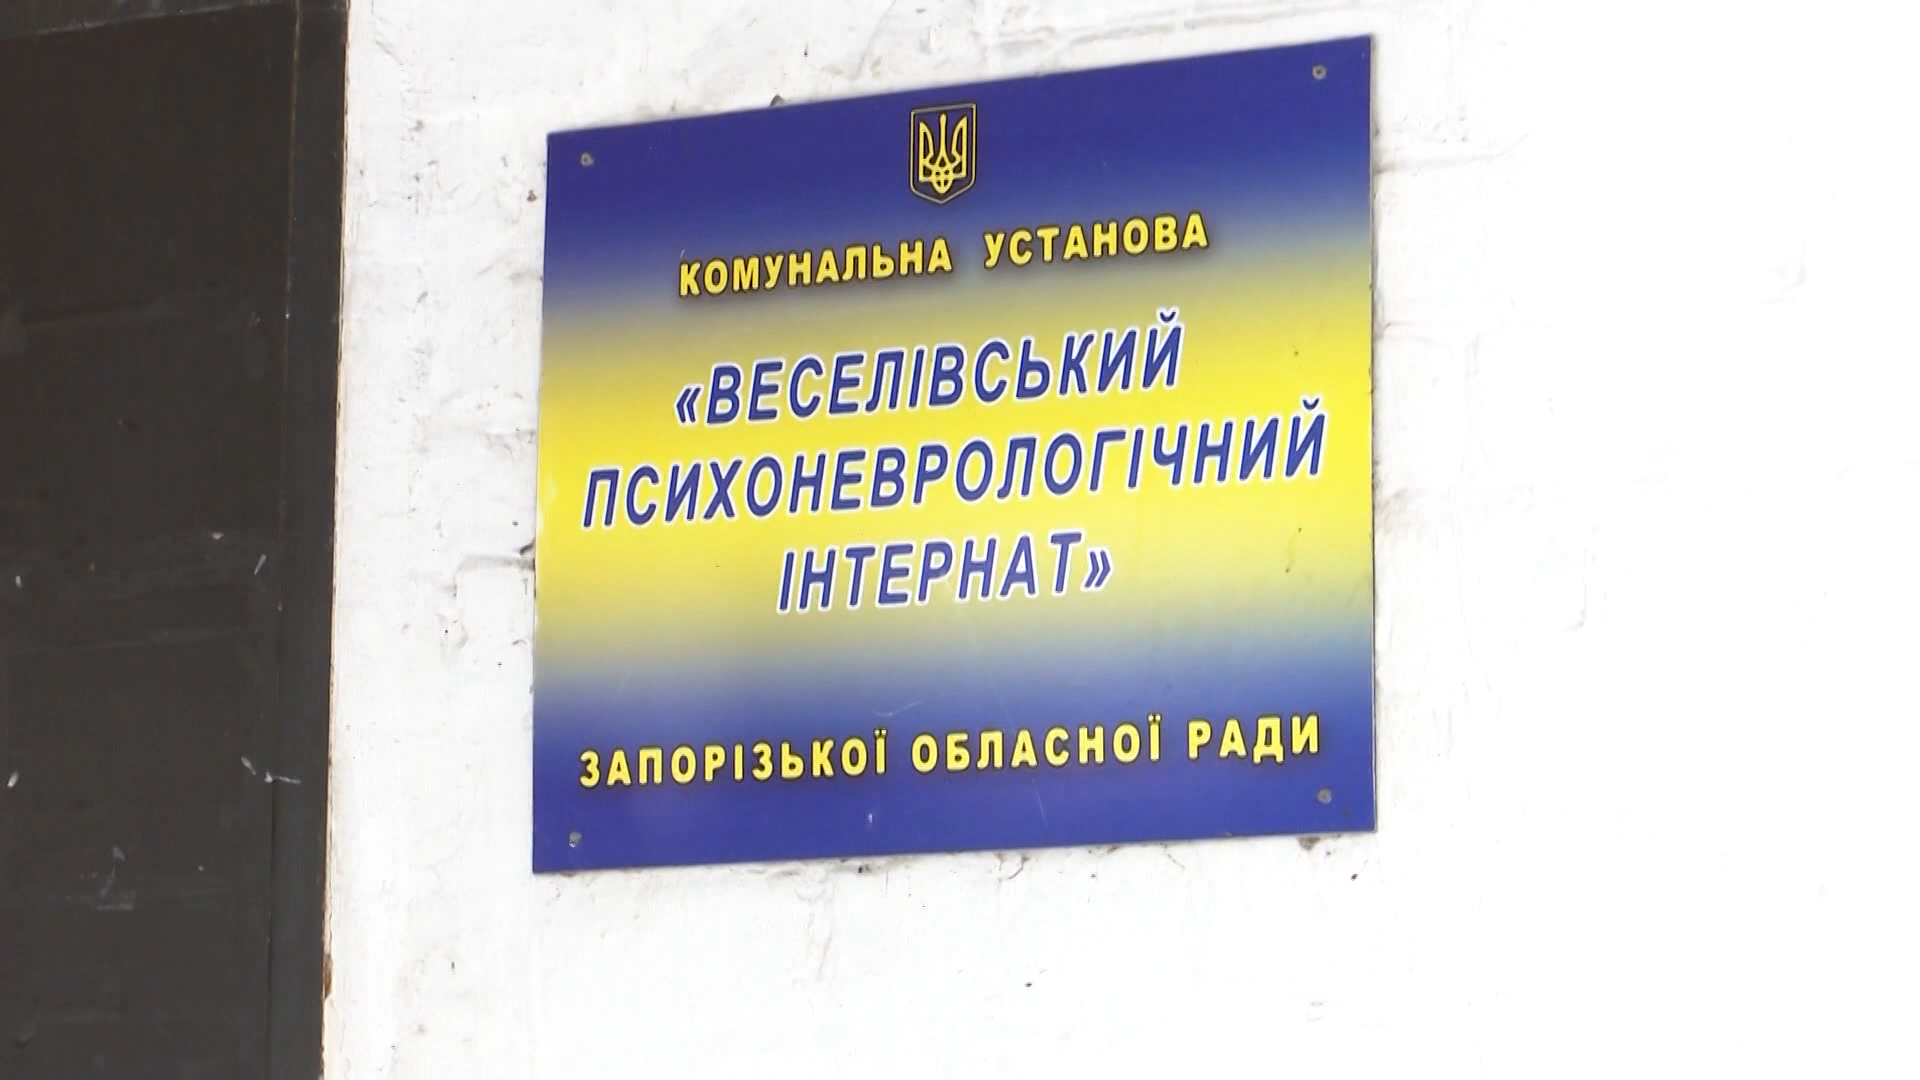 КОМУНАЛЬНА УСТАНОВА
«ВЕСЕЛІВСЬКИЙ
ПСИХОНЕВРОЛОГІЧНИЙ
ІНТЕРНАТ»
ЗАПОРІЗЬКОЇ ОБЛАСНОЇ РАДИ